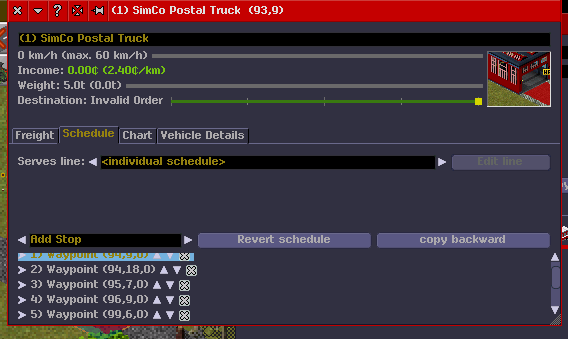 (1) SimCo Postal Truck (93,9)
(1) SimCo Postal Truck
0 km/h (max. 60 km/h)
Income: 0.00¢ (2.40¢/km)
Weight: 5.0t (0.0t)
Destination: Invalid Order
Freight Schedule Chart Vehicle Details
Serves line: <individual schedule> Edit line
Add Stop Revert schedule copy backward
1) Waypoint (94,9,0)
2) Waypoint (94,18,0)
3) Waypoint (95,7,0)
4) Waypoint (96,9,0)
5) Waypoint (99,6,0)